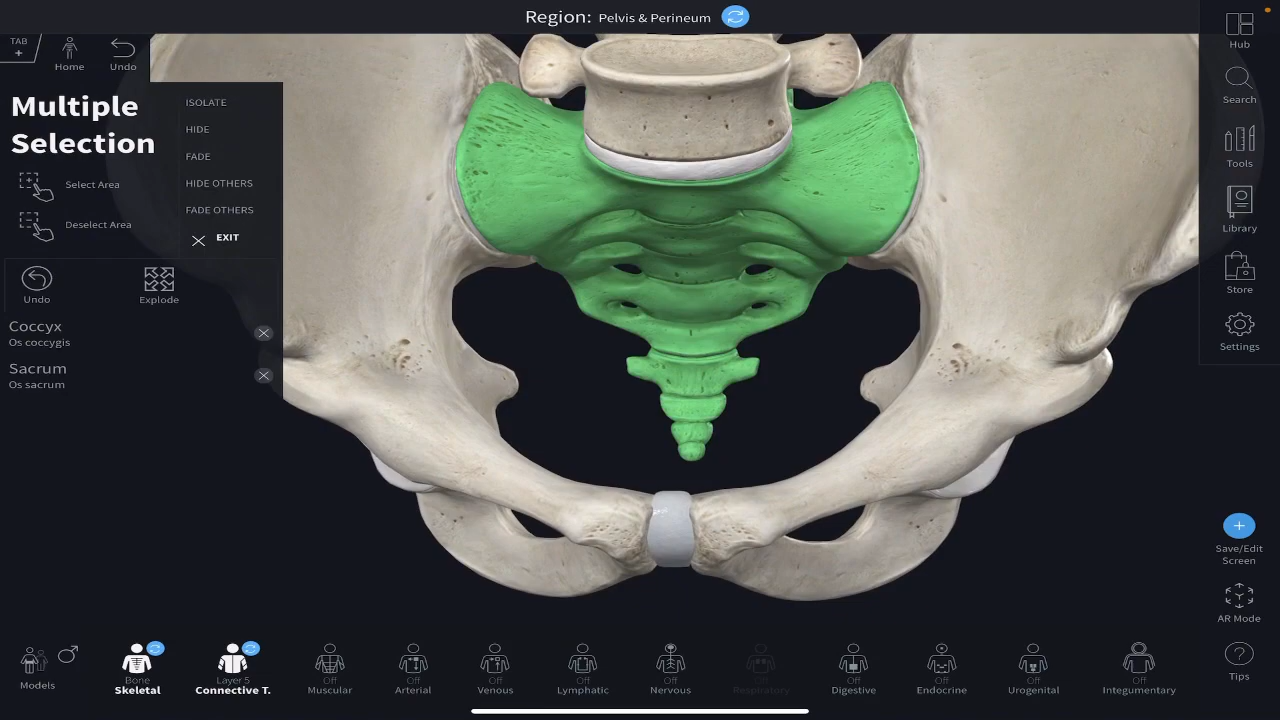 Region: Pelvis & Perineum
TAB
+
Home
Undo
Multiple
Selection
Select Area
Deselect Area
ISOLATE
HIDE
FADE
HIDE OTHERS
FADE OTHERS
EXIT
Undo
Explode
Coccyx
Os coccygis
Sacrum
Os sacrum
Hub
Search
Tools
Library
Store
Settings
Save/Edit
Screen
AR Mode
Tips
Models
Bone
Skeletal
Layer 5
Connective T.
Off
Muscular
Off
Arterial
Off
Venous
Off
Lymphatic
Off
Nervous
Off
Respiratory
Off
Digestive
Off
Endocrine
Off
Urogenital
Off
Integumentary